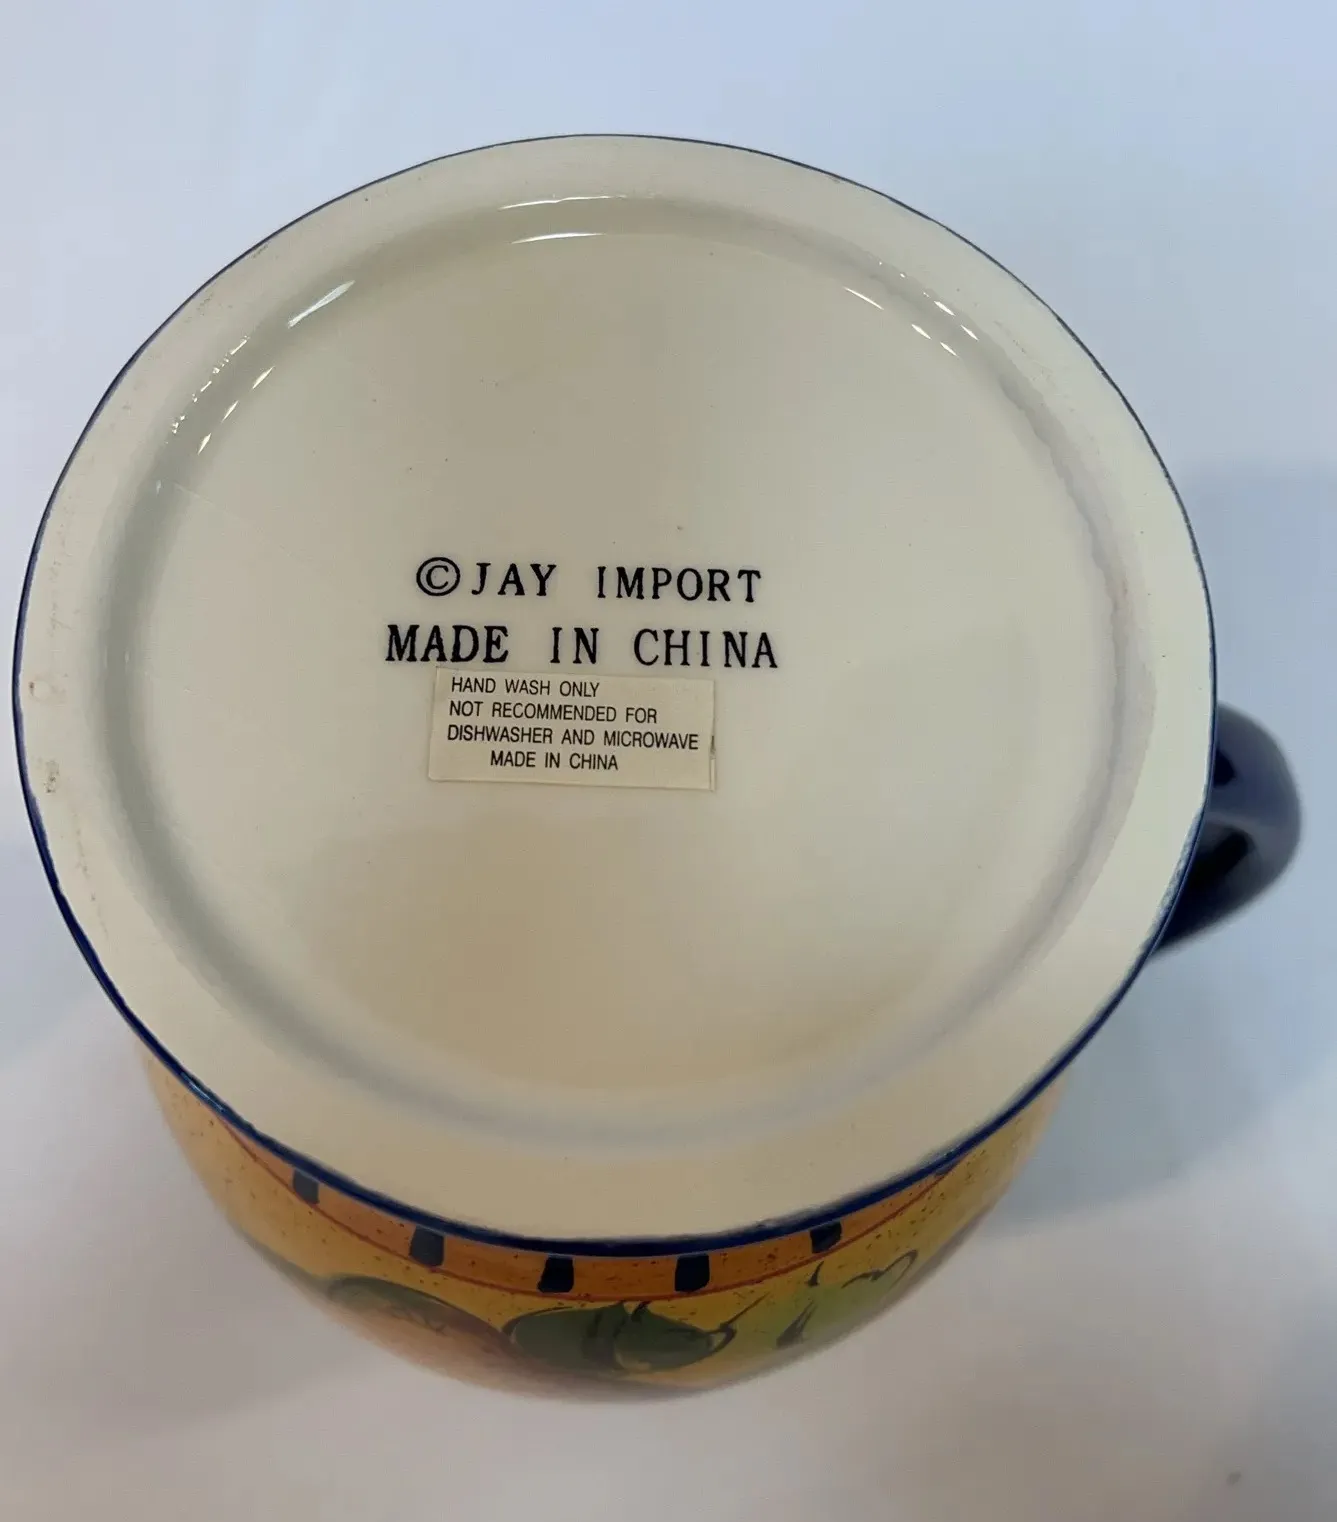 ©JAY IMPORT
MADE IN CHINA
HAND WASH ONLY
NOT RECOMMENDED FOR
DISHWASHER AND MICROWAVE
MADE IN CHINA